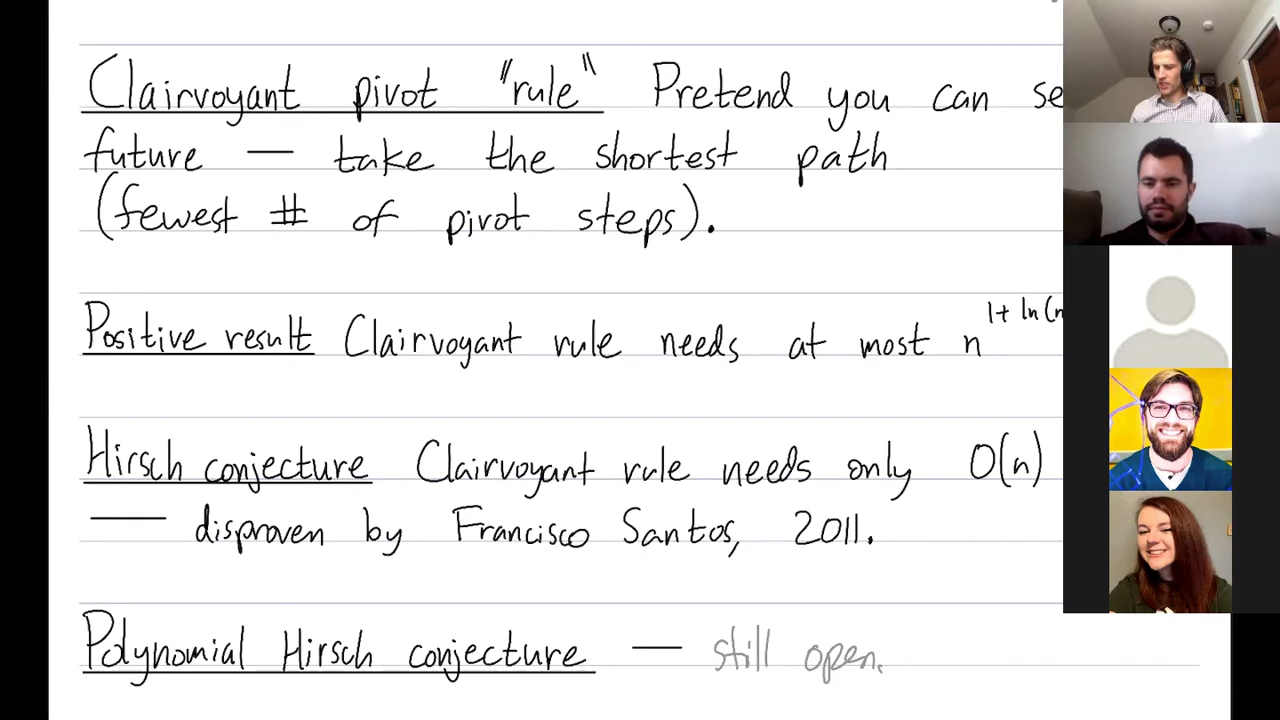 Clairvoyant pivot "rule" Pretend you can se
future — take the shortest path
(fewest # of pivot steps).
Positive result Clairvoyant rule needs at most n^{1+ ln(n
Hirsch conjecture Clairvoyant rule needs only O(n)
— disproven by Francisco Santos, 2011.
Polynomial Hirsch conjecture — still open.